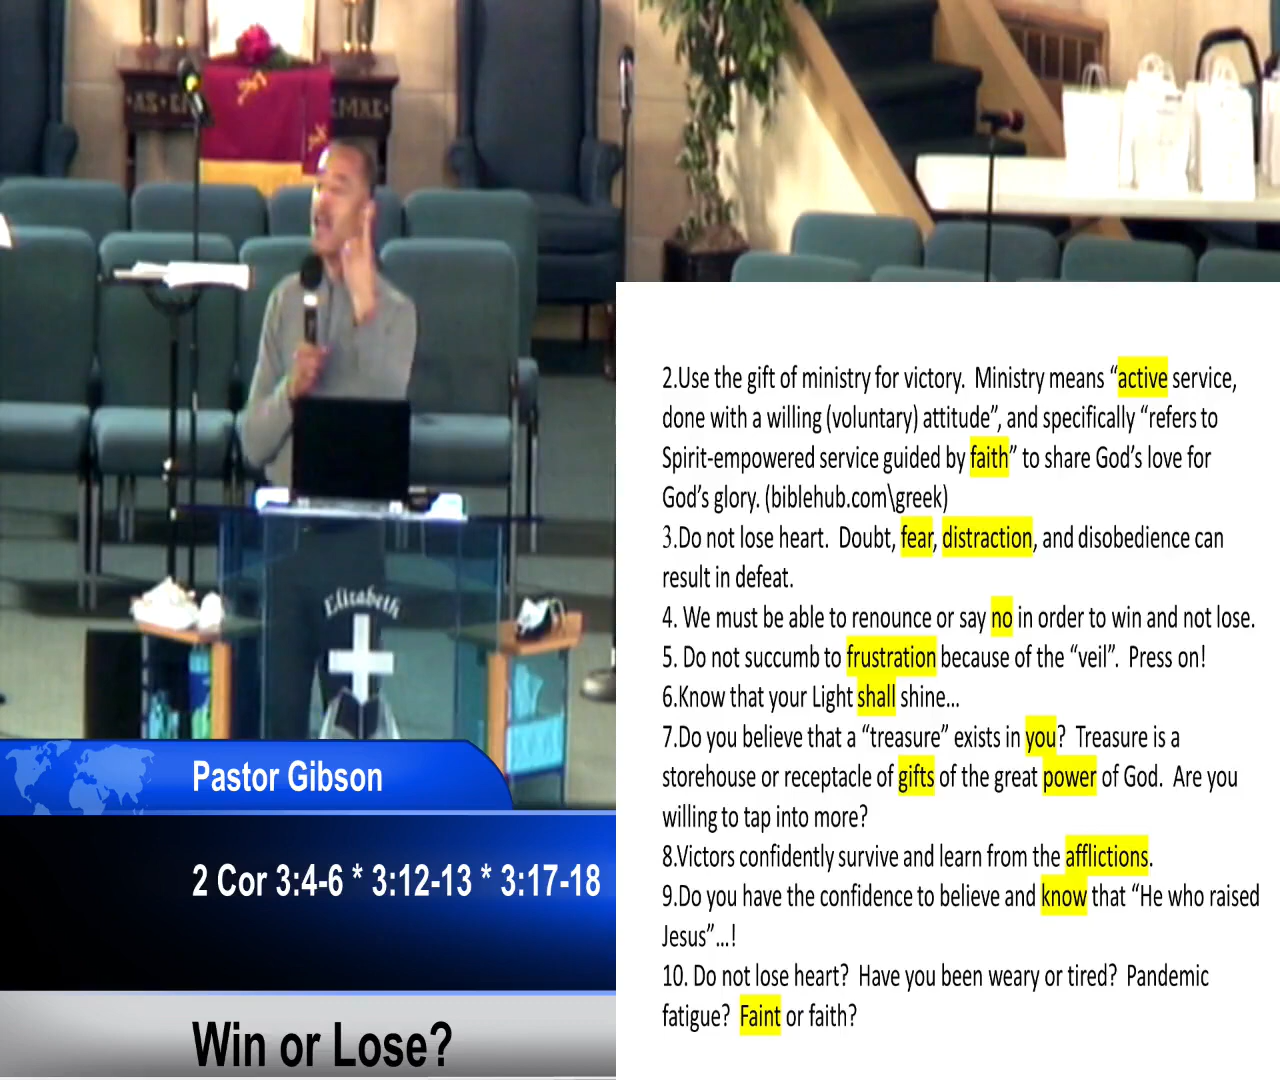 Elizabeth
Pastor Gibson
2 Cor 3:4-6 * 3:12-13 * 3:17-18
Win or Lose?
2.Use the gift of ministry for victory. Ministry means “active service,
done with a willing (voluntary) attitude”, and specifically “refers to
Spirit-empowered service guided by faith” to share God’s love for
God’s glory. (biblehub.com\greek)
3.Do not lose heart. Doubt, fear, distraction, and disobedience can
result in defeat.
4. We must be able to renounce or say no in order to win and not lose.
5. Do not succumb to frustration because of the “veil”. Press on!
6.Know that your Light shall shine…
7.Do you believe that a “treasure” exists in you? Treasure is a
storehouse or receptacle of gifts of the great power of God. Are you
willing to tap into more?
8.Victors confidently survive and learn from the afflictions.
9.Do you have the confidence to believe and know that “He who raised
Jesus”…!
10. Do not lose heart? Have you been weary or tired? Pandemic
fatigue? Faint or faith?